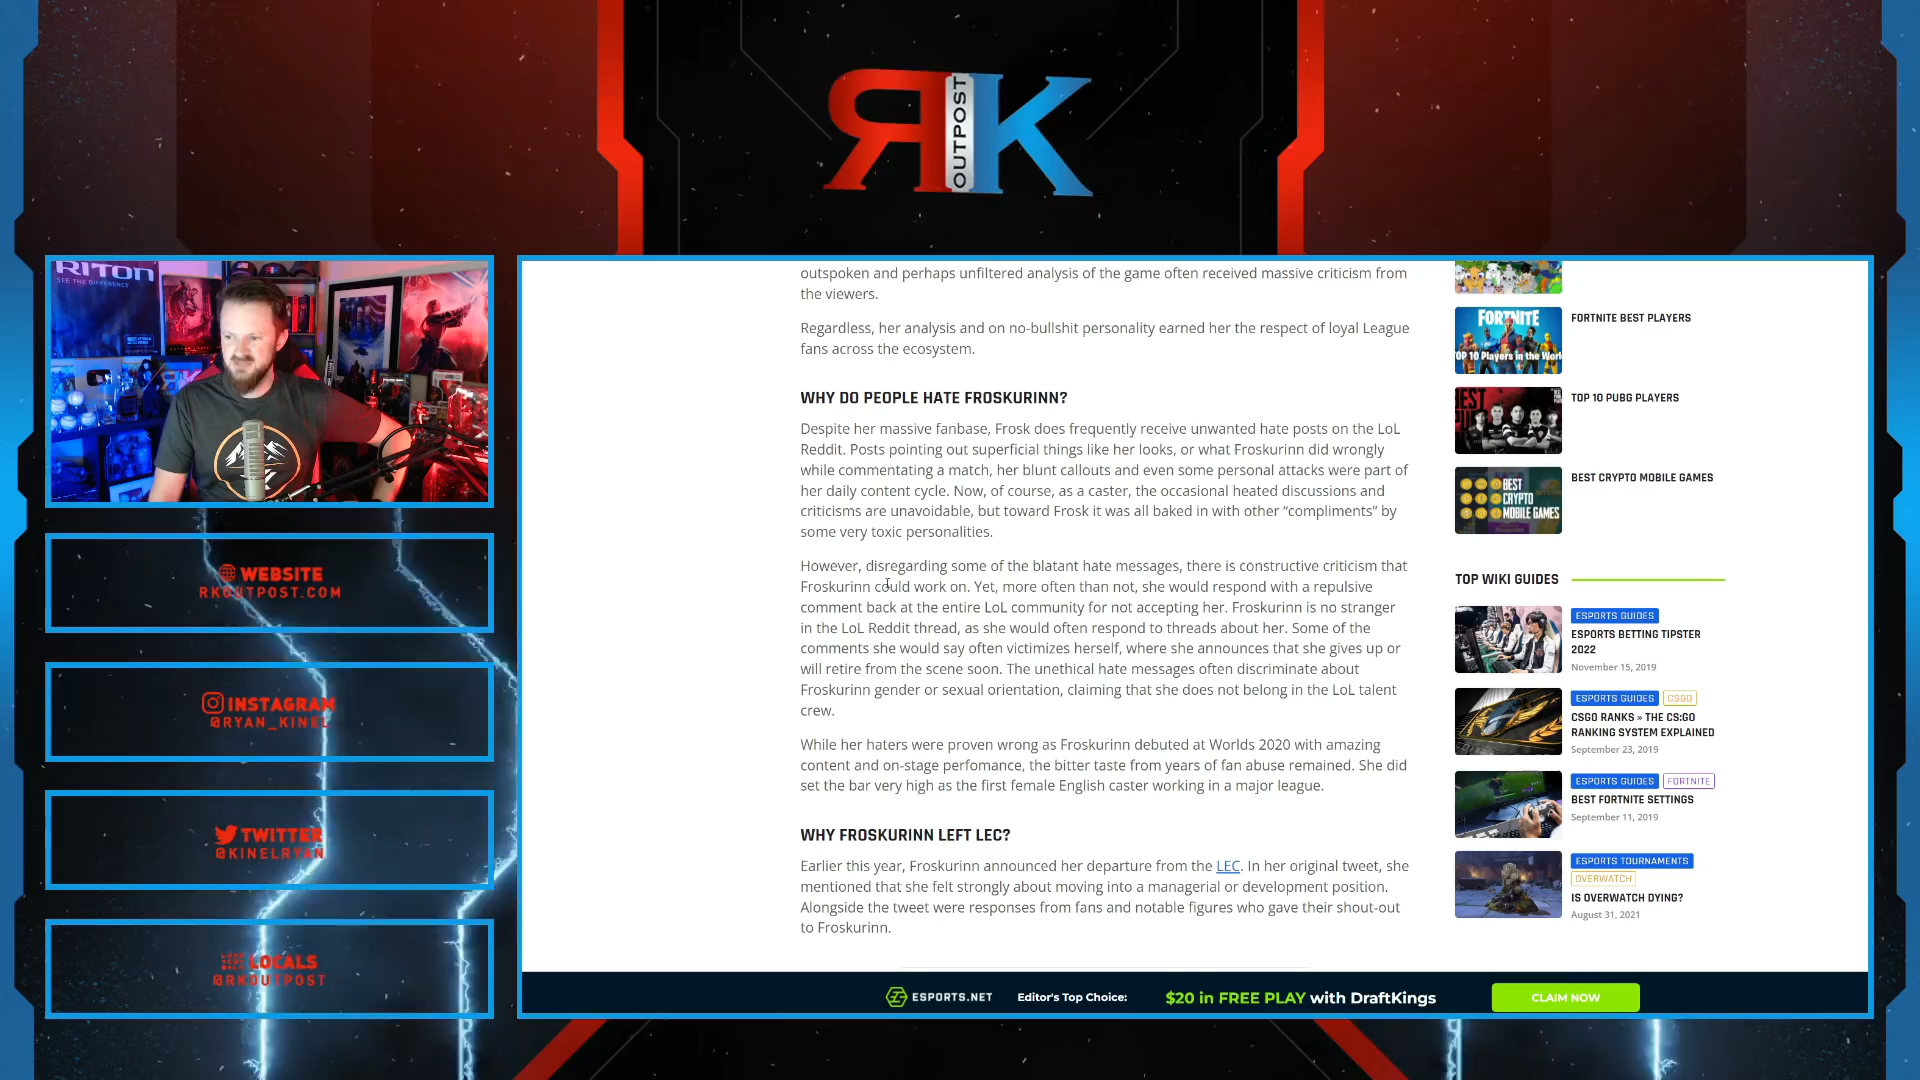 RK
OUTPOST
RITON
SEE THE DIFFERENCE
WEBSITE
RKOUTPOST.COM
INSTAGRAM
@RYAN_KINEL
TWITTER
@KINELRYAN
LOCALS
@RKOUTPOST
outspoken and perhaps unfiltered analysis of the game often received massive criticism from
the viewers.
Regardless, her analysis and on no-bullshit personality earned her the respect of loyal League
fans across the ecosystem.
WHY DO PEOPLE HATE FROSKURINN?
Despite her massive fanbase, Frosk does frequently receive unwanted hate posts on the LoL
Reddit. Posts pointing out superficial things like her looks, or what Froskurinn did wrongly
while commentating a match, her blunt callouts and even some personal attacks were part of
her daily content cycle. Now, of course, as a caster, the occasional heated discussions and
criticisms are unavoidable, but toward Frosk it was all baked in with other “compliments” by
some very toxic personalities.
However, disregarding some of the blatant hate messages, there is constructive criticism that
Froskurinn could work on. Yet, more often than not, she would respond with a repulsive
comment back at the entire LoL community for not accepting her. Froskurinn is no stranger
in the LoL Reddit thread, as she would often respond to threads about her. Some of the
comments she would say often victimizes herself, where she announces that she gives up or
will retire from the scene soon. The unethical hate messages often discriminate about
Froskurinn gender or sexual orientation, claiming that she does not belong in the LoL talent
crew.
While her haters were proven wrong as Froskurinn debuted at Worlds 2020 with amazing
content and on-stage perfomance, the bitter taste from years of fan abuse remained. She did
set the bar very high as the first female English caster working in a major league.
WHY FROSKURINN LEFT LEC?
Earlier this year, Froskurinn announced her departure from the LEC. In her original tweet, she
mentioned that she felt strongly about moving into a managerial or development position.
Alongside the tweet were responses from fans and notable figures who gave their shout-out
to Froskurinn.
FORTNITE
TOP 10 Players in the World
FORTNITE BEST PLAYERS
BEST
TOP 10 PUBG PLAYERS
BEST
CRYPTO
MOBILE GAMES
BEST CRYPTO MOBILE GAMES
TOP WIKI GUIDES
ESPORTS GUIDES
ESPORTS BETTING TIPSTER
2022
November 15, 2019
ESPORTS GUIDES CSGO
CSGO RANKS » THE CS:GO
RANKING SYSTEM EXPLAINED
September 23, 2019
ESPORTS GUIDES FORTNITE
BEST FORTNITE SETTINGS
September 11, 2019
ESPORTS TOURNAMENTS
OVERWATCH
IS OVERWATCH DYING?
August 31, 2021
ESPORTS.NET Editor's Top Choice: $20 in FREE PLAY with DraftKings CLAIM NOW